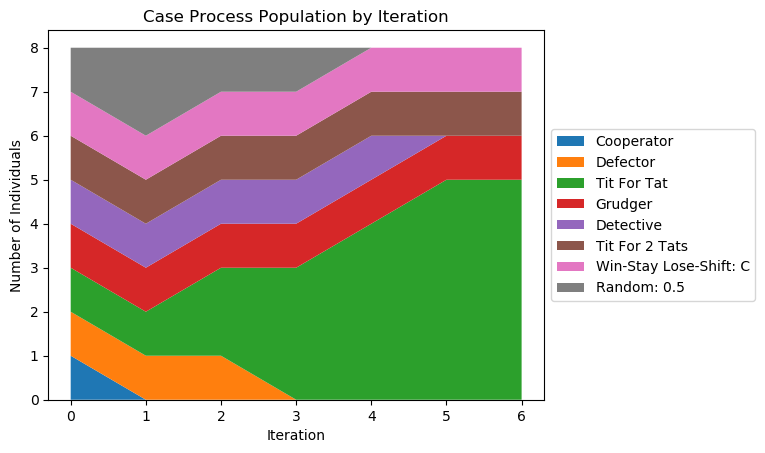 Case Process Population by Iteration
Number of Individuals
8
7
6
5
4
3
2
1
0
0 1 2 3 4 5 6
Iteration
Cooperator
Defector
Tit For Tat
Grudger
Detective
Tit For 2 Tats
Win-Stay Lose-Shift: C
Random: 0.5